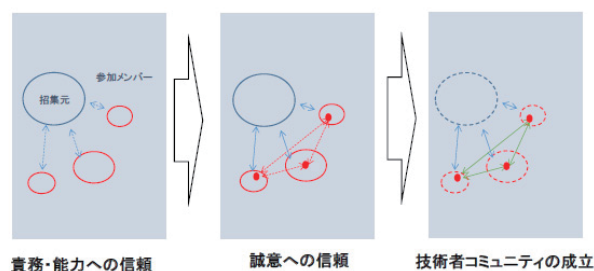 参加メンバー
招集元
責務・能力への信頼
誠意への信頼
技術者コミュニティの成立